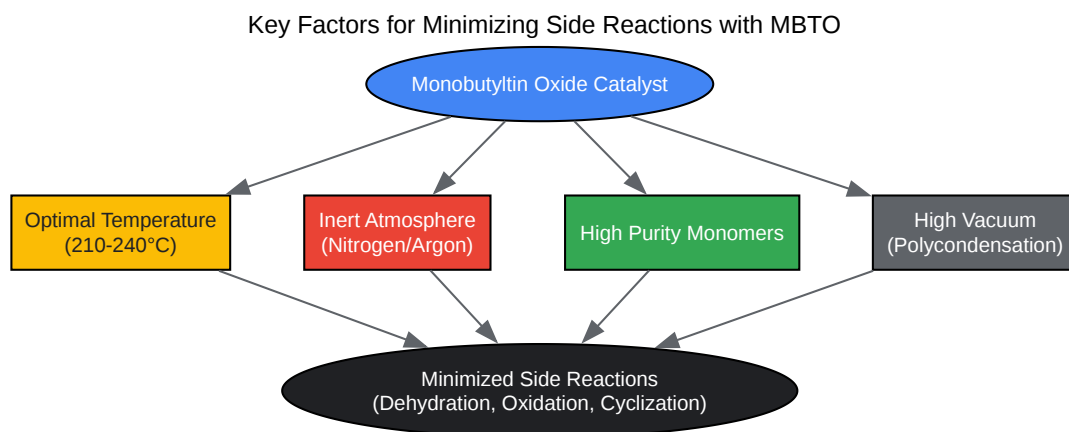 Key Factors for Minimizing Side Reactions with MBTO
Monobutyltin Oxide Catalyst
Optimal Temperature
(210-240°C)
Inert Atmosphere
(Nitrogen/Argon)
High Purity Monomers
High Vacuum
(Polycondensation)
Minimized Side Reactions
(Dehydration, Oxidation, Cyclization)